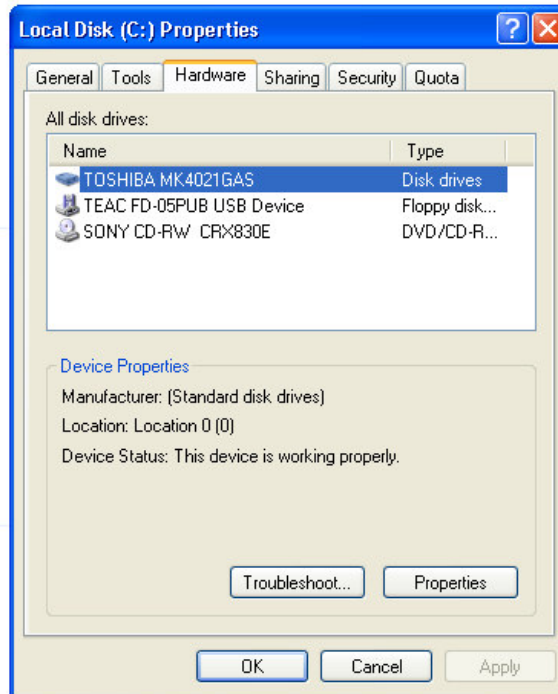 Local Disk (C:) Properties
General Tools Hardware Sharing Security Quota
All disk drives:
Name Type
TOSHIBA MK4021GAS Disk drives
TEAC FD-05PUB USB Device Floppy disk...
SONY CD-RW CRX830E DVD/CD-R...
Device Properties
Manufacturer: (Standard disk drives)
Location: Location 0 (0)
Device Status: This device is working properly.
Troubleshoot... Properties
OK Cancel Apply